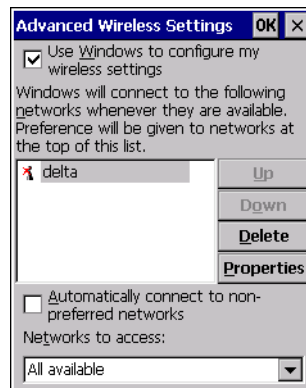 Advanced Wireless Settings OK ×
Use Windows to configure my
wireless settings
Windows will connect to the following
networks whenever they are available.
Preference will be given to networks at
the top of this list.
delta
Up
Down
Delete
Properties
Automatically connect to non-
preferred networks
Networks to access:
All available